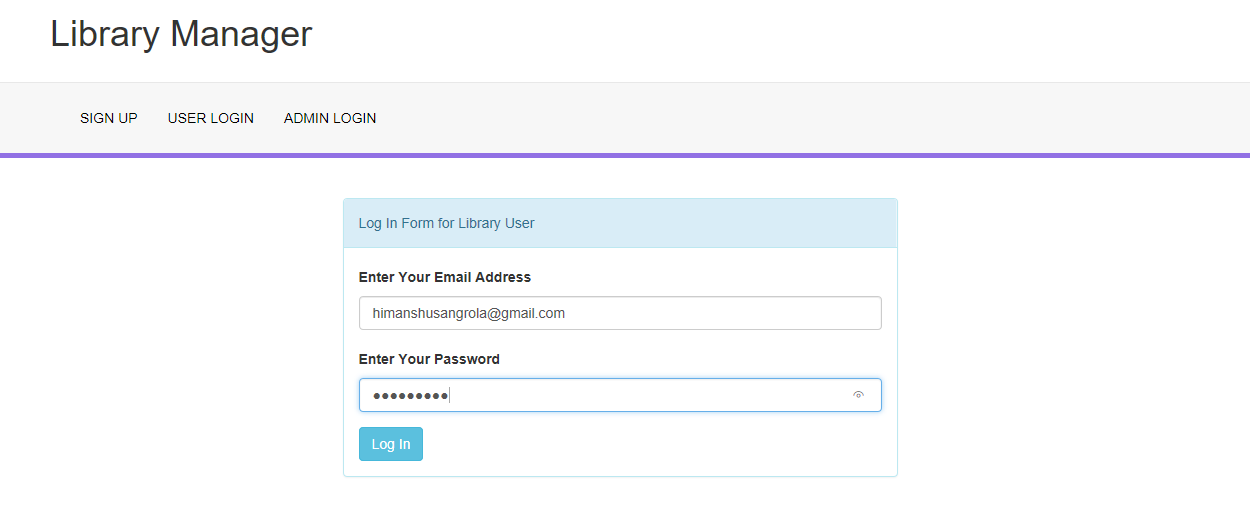 Library Manager
SIGN UP USER LOGIN ADMIN LOGIN
Log In Form for Library User
Enter Your Email Address
himanshusangrola@gmail.com
Enter Your Password
●●●●●●●●●
Log In